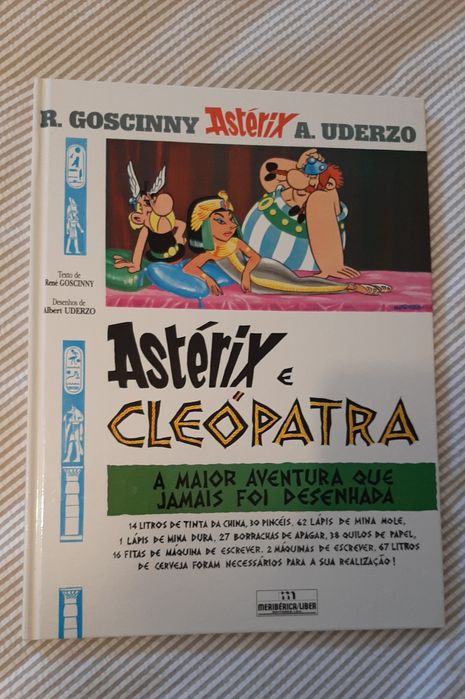 R. GOSCINNY Astérix A. UDERZO
Texto de
René GOSCINNY
Desenhos de
Albert UDERZO
Astérix E
CLEÓPATRA
A MAIOR AVENTURA QUE
JAMAIS FOI DESENHADA
14 LITROS DE TINTA DA CHINA, 30 PINCÉIS, 62 LÁPIS DE MINA MOLE,
1 LÁPIS DE MINA DURA, 27 BORRACHAS DE APAGAR, 38 QUILOS DE PAPEL,
16 FITAS DE MÁQUINA DE ESCREVER, 2 MÁQUINAS DE ESCREVER, 67 LITROS
DE CERVEJA FORAM NECESSÁRIOS PARA A SUA REALIZAÇÃO!
MERIBÉRICA/LIBER